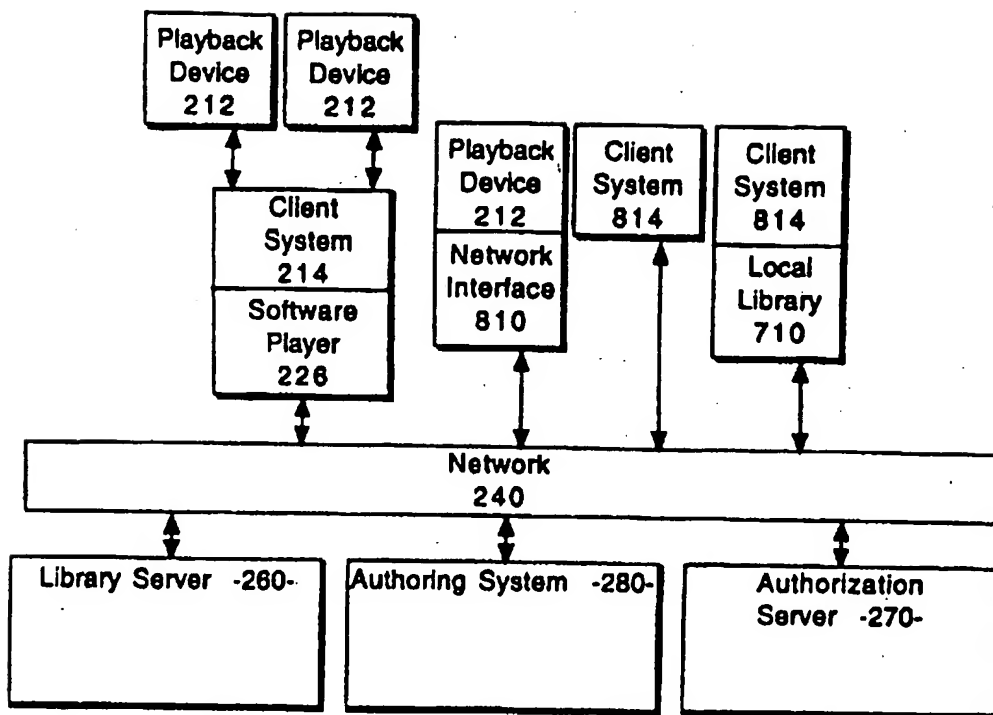 Playback
Device
212
Playback
Device
212
Client
System
214
Software
Player
226
Playback
Device
212
Network
Interface
810
Client
System
814
Client
System
814
Local
Library
710
Network
240
Library Server -260-
Authoring System -280-
Authorization
Server -270-